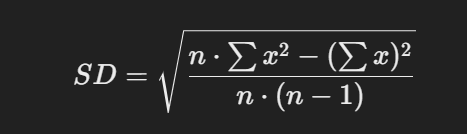 SD = √((n · ∑ x² − (∑ x)²) / (n · (n − 1)))